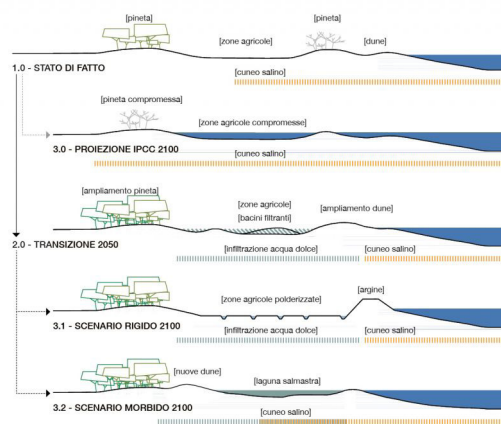 [pineta]
[pineta]
[zone agricole]
[dune]
1.0 - STATO DI FATTO
[cuneo salino]
[pineta compromessa]
[zone agricole compromesse]
3.0 - PROIEZIONE IPCC 2100
[cuneo salino]
[ampliamento pineta]
[zone agricole]
[bacini filtranti]
[ampliamento dune]
2.0 - TRANSIZIONE 2050
[infiltrazione acqua dolce]
[cuneo salino]
[argine]
[zone agricole polderizzate]
3.1 - SCENARIO RIGIDO 2100
[infiltrazione acqua dolce]
[cuneo salino]
[nuove dune]
[laguna salmastra]
3.2 - SCENARIO MORBIDO 2100
[cuneo salino]